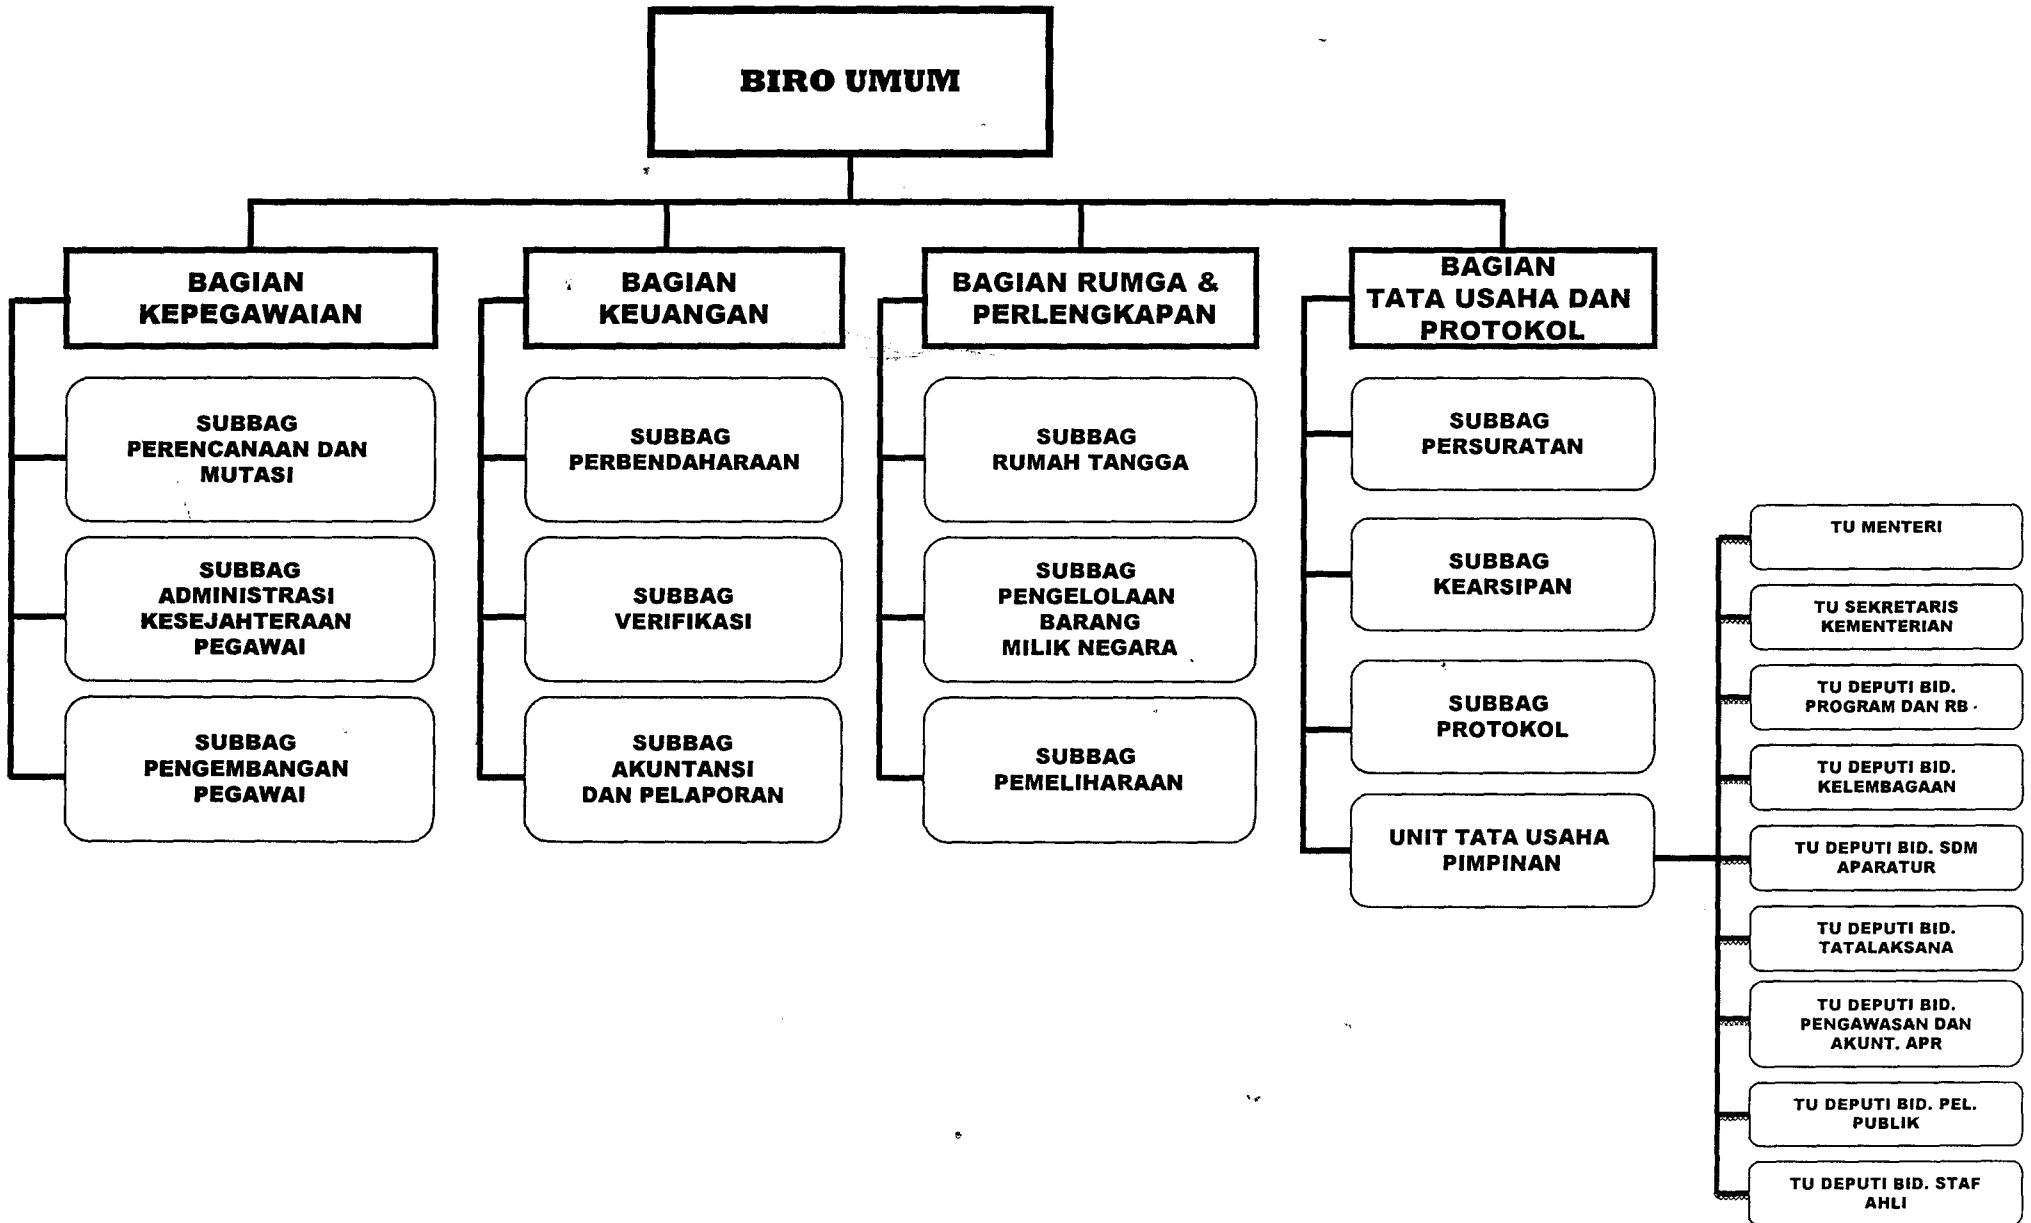 BIRO UMUM
BAGIAN
KEPEGAWAIAN
SUBBAG
PERENCANAAN DAN
MUTASI
SUBBAG
ADMINISTRASI
KESEJAHTERAAN
PEGAWAI
SUBBAG
PENGEMBANGAN
PEGAWAI
BAGIAN
KEUANGAN
SUBBAG
PERBENDAHARAAN
SUBBAG
VERIFIKASI
SUBBAG
AKUNTANSI
DAN PELAPORAN
BAGIAN RUMGA &
PERLENGKAPAN
SUBBAG
RUMAH TANGGA
SUBBAG
PENGELOLAAN
BARANG
MILIK NEGARA
SUBBAG
PEMELIHARAAN
BAGIAN
TATA USAHA DAN
PROTOKOL
SUBBAG
PERSURATAN
SUBBAG
KEARSIPAN
SUBBAG
PROTOKOL
UNIT TATA USAHA
PIMPINAN
TU MENTERI
TU SEKRETARIS
KEMENTERIAN
TU DEPUTI BID.
PROGRAM DAN RB
TU DEPUTI BID.
KELEMBAGAAN
TU DEPUTI BID. SDM
APARATUR
TU DEPUTI BID.
TATALAKSANA
TU DEPUTI BID.
PENGAWASAN DAN
AKUNT. APR
TU DEPUTI BID. PEL.
PUBLIK
TU DEPUTI BID. STAF
AHLI